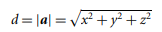 d = |a| = √x² + y² + z²